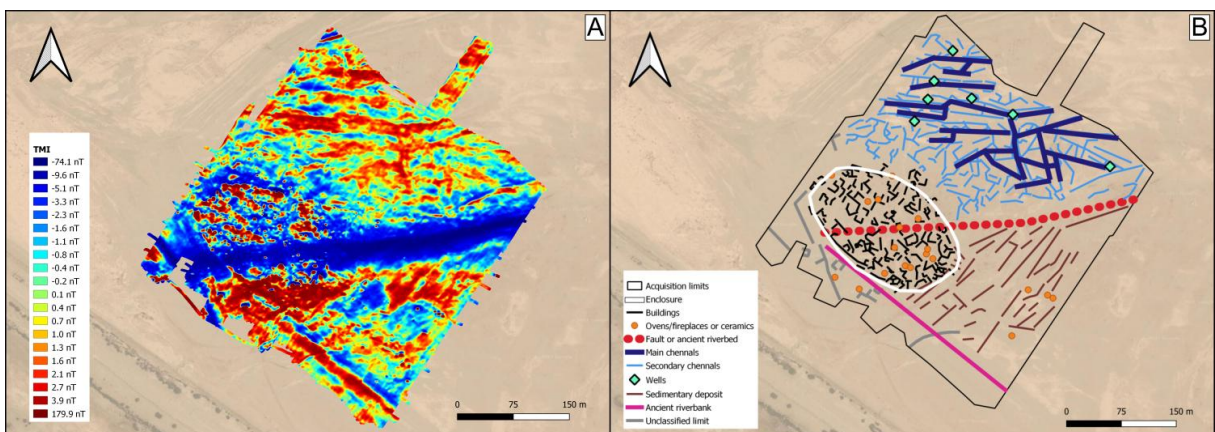 A
TMI
-74.1 nT
-9.6 nT
-5.1 nT
-3.3 nT
-2.3 nT
-1.6 nT
-1.1 nT
-0.8 nT
-0.4 nT
-0.2 nT
0.1 nT
0.4 nT
0.7 nT
1.0 nT
1.3 nT
1.6 nT
2.1 nT
2.7 nT
3.9 nT
179.9 nT
0 75 150 m
B
Acquisition limits
Enclosure
Buildings
Ovens/fireplaces or ceramics
Fault or ancient riverbed
Main chennals
Secondary chennals
Wells
Sedimentary deposit
Ancient riverbank
Unclassified limit
0 75 150 m